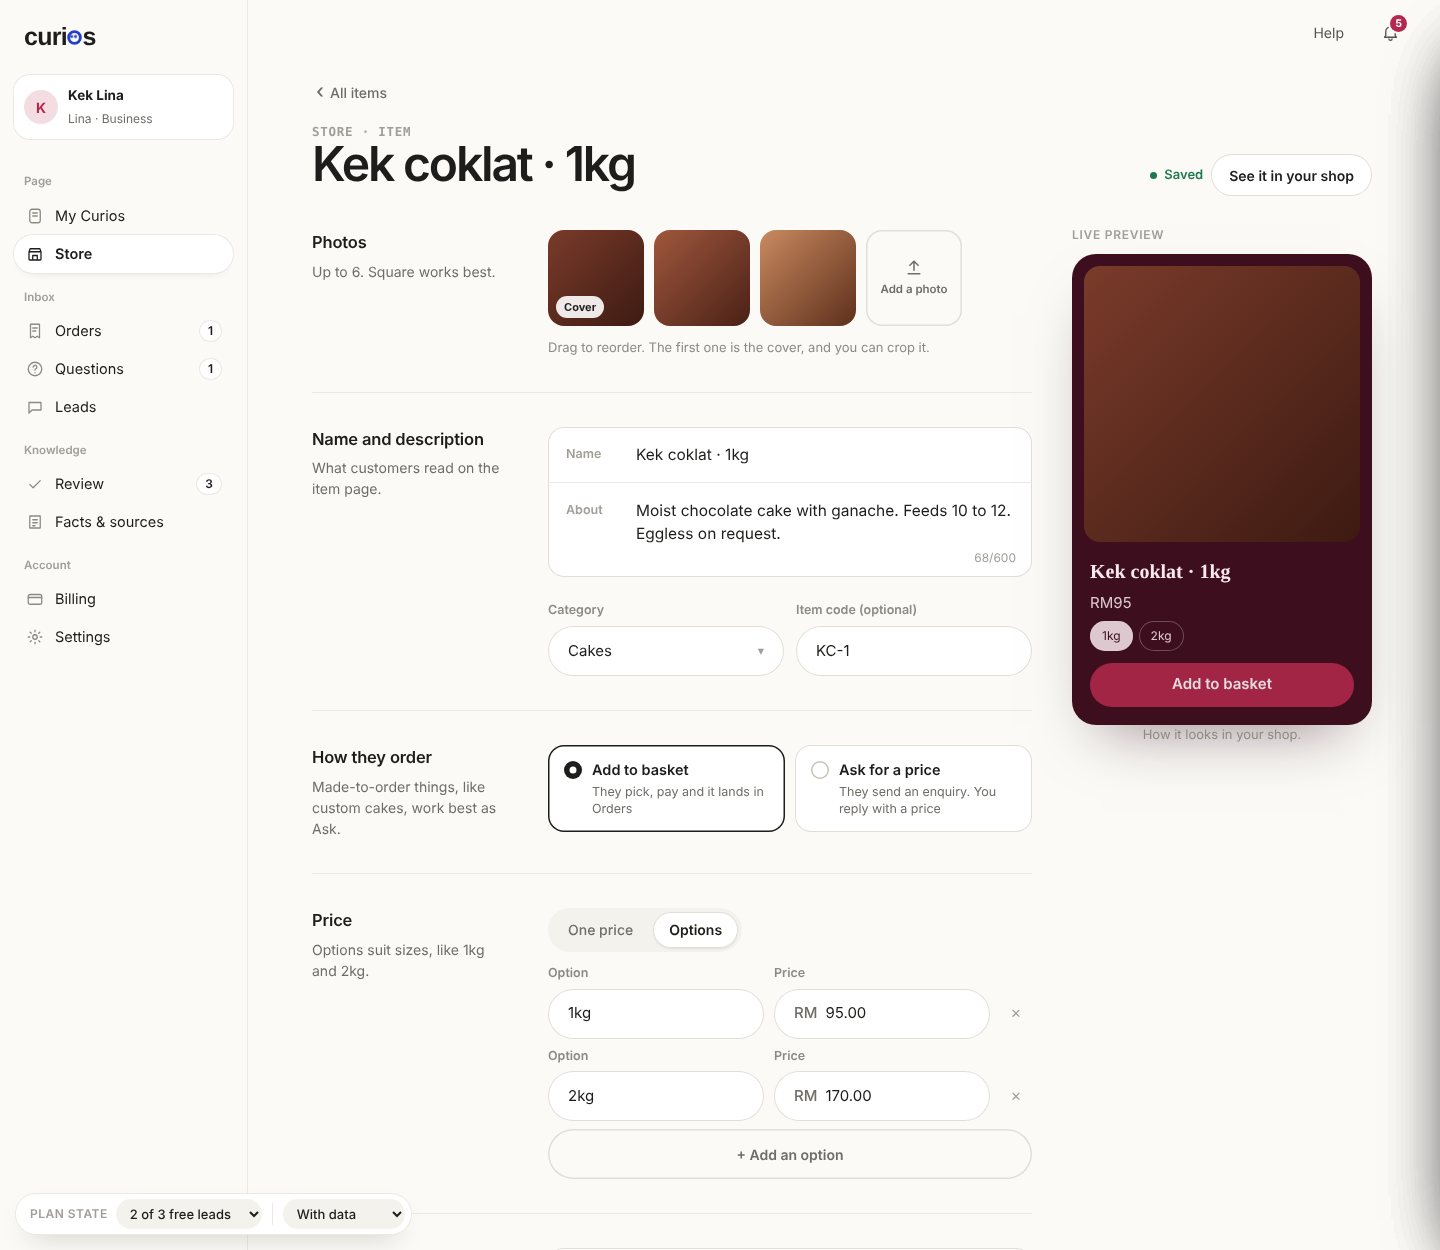 curios
Help
5
K
Kek Lina
Lina · Business
Page
My Curios
Store
Inbox
Orders 1
Questions 1
Leads
Knowledge
Review 3
Facts & sources
Account
Billing
Settings
All items
STORE · ITEM
Kek coklat · 1kg
Saved
See it in your shop
Photos
Up to 6. Square works best.
Cover
Add a photo
Drag to reorder. The first one is the cover, and you can crop it.
Name and description
What customers read on the
item page.
Name Kek coklat · 1kg
About Moist chocolate cake with ganache. Feeds 10 to 12.
Eggless on request.
68/600
Category
Cakes
Item code (optional)
KC-1
How they order
Made-to-order things, like
custom cakes, work best as
Ask.
Add to basket
They pick, pay and it lands in
Orders
Ask for a price
They send an enquiry. You
reply with a price
Price
Options suit sizes, like 1kg
and 2kg.
One price
Options
Option Price
1kg RM 95.00 ×
Option Price
2kg RM 170.00 ×
+ Add an option
LIVE PREVIEW
Kek coklat · 1kg
RM95
1kg 2kg
Add to basket
How it looks in your shop.
PLAN STATE 2 of 3 free leads With data